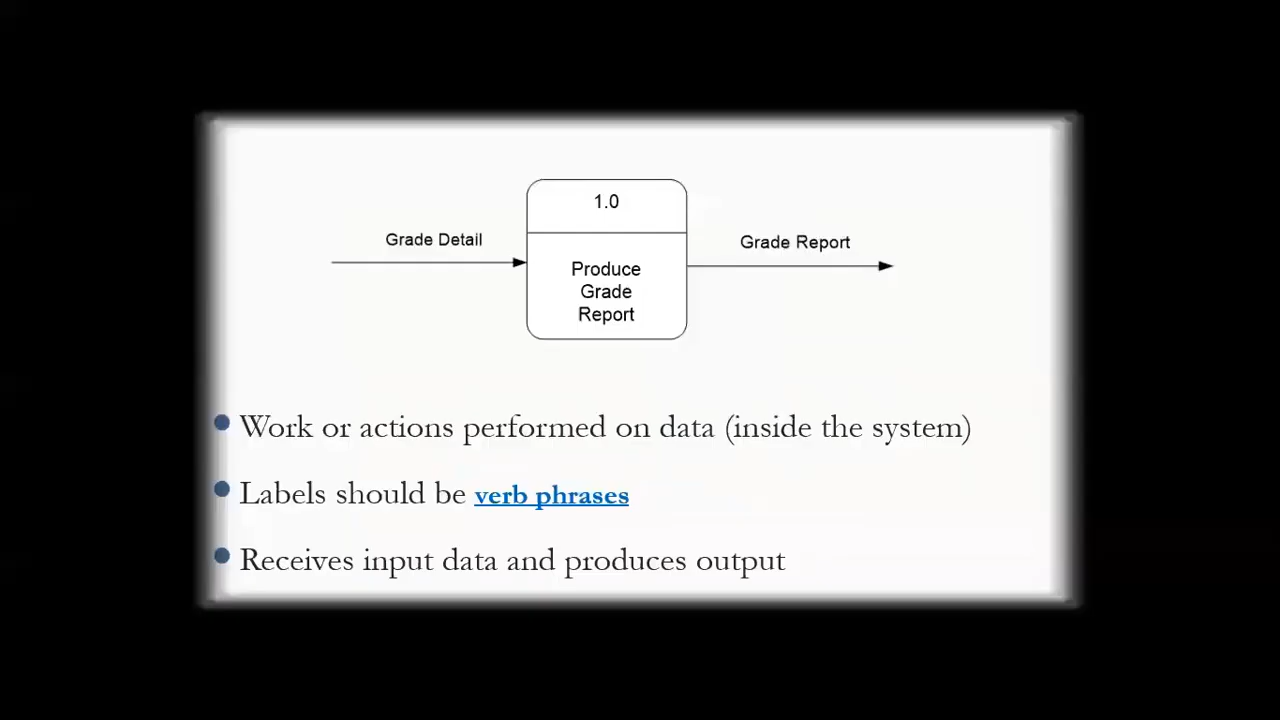 1.0
Grade Detail
Grade Report
Produce
Grade
Report
Work or actions performed on data (inside the system)
Labels should be verb phrases
Receives input data and produces output